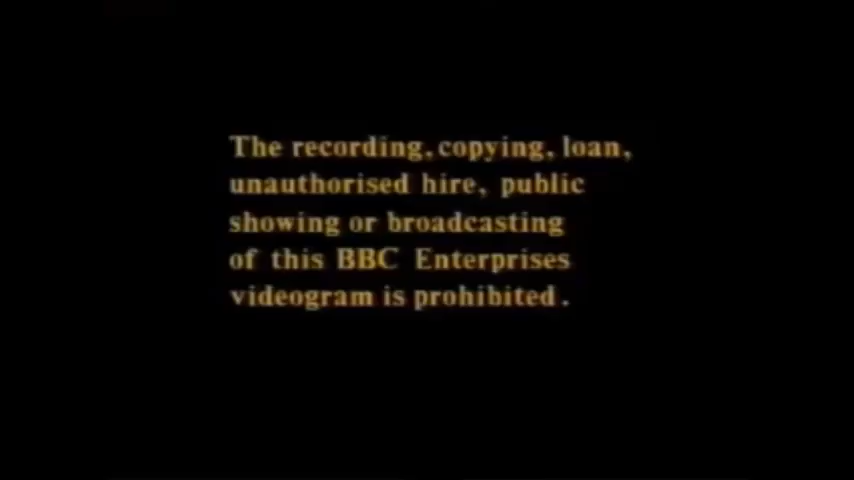 The recording, copying, loan,
unauthorised hire, public
showing or broadcasting
of this BBC Enterprises
videogram is prohibited.